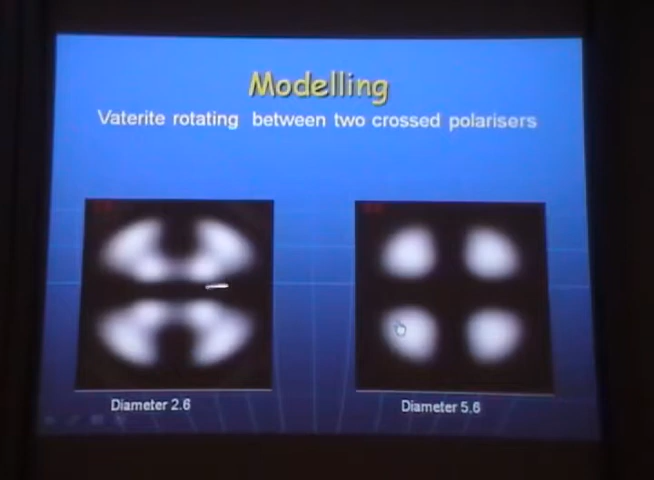 Modelling
Vaterite rotating between two crossed polarisers
Diameter 2.6
Diameter 5.6